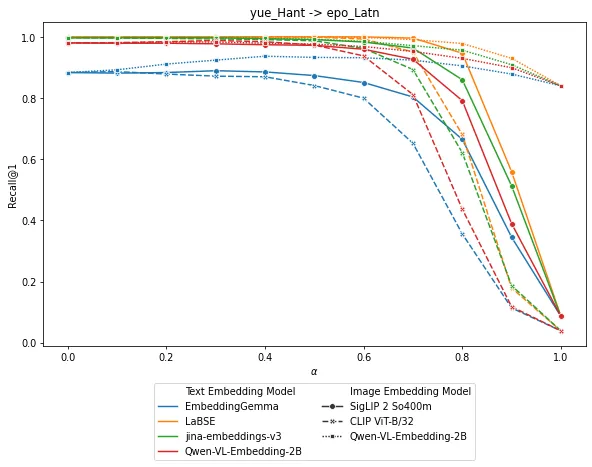 yue_Hant -> epo_Latn
Recall@1
1.0
0.8
0.6
0.4
0.2
0.0
0.0 0.2 0.4 0.6 0.8 1.0
α
Text Embedding Model
EmbeddingGemma
LaBSE
jina-embeddings-v3
Qwen-VL-Embedding-2B
Image Embedding Model
SigLIP 2 So400m
CLIP ViT-B/32
Qwen-VL-Embedding-2B